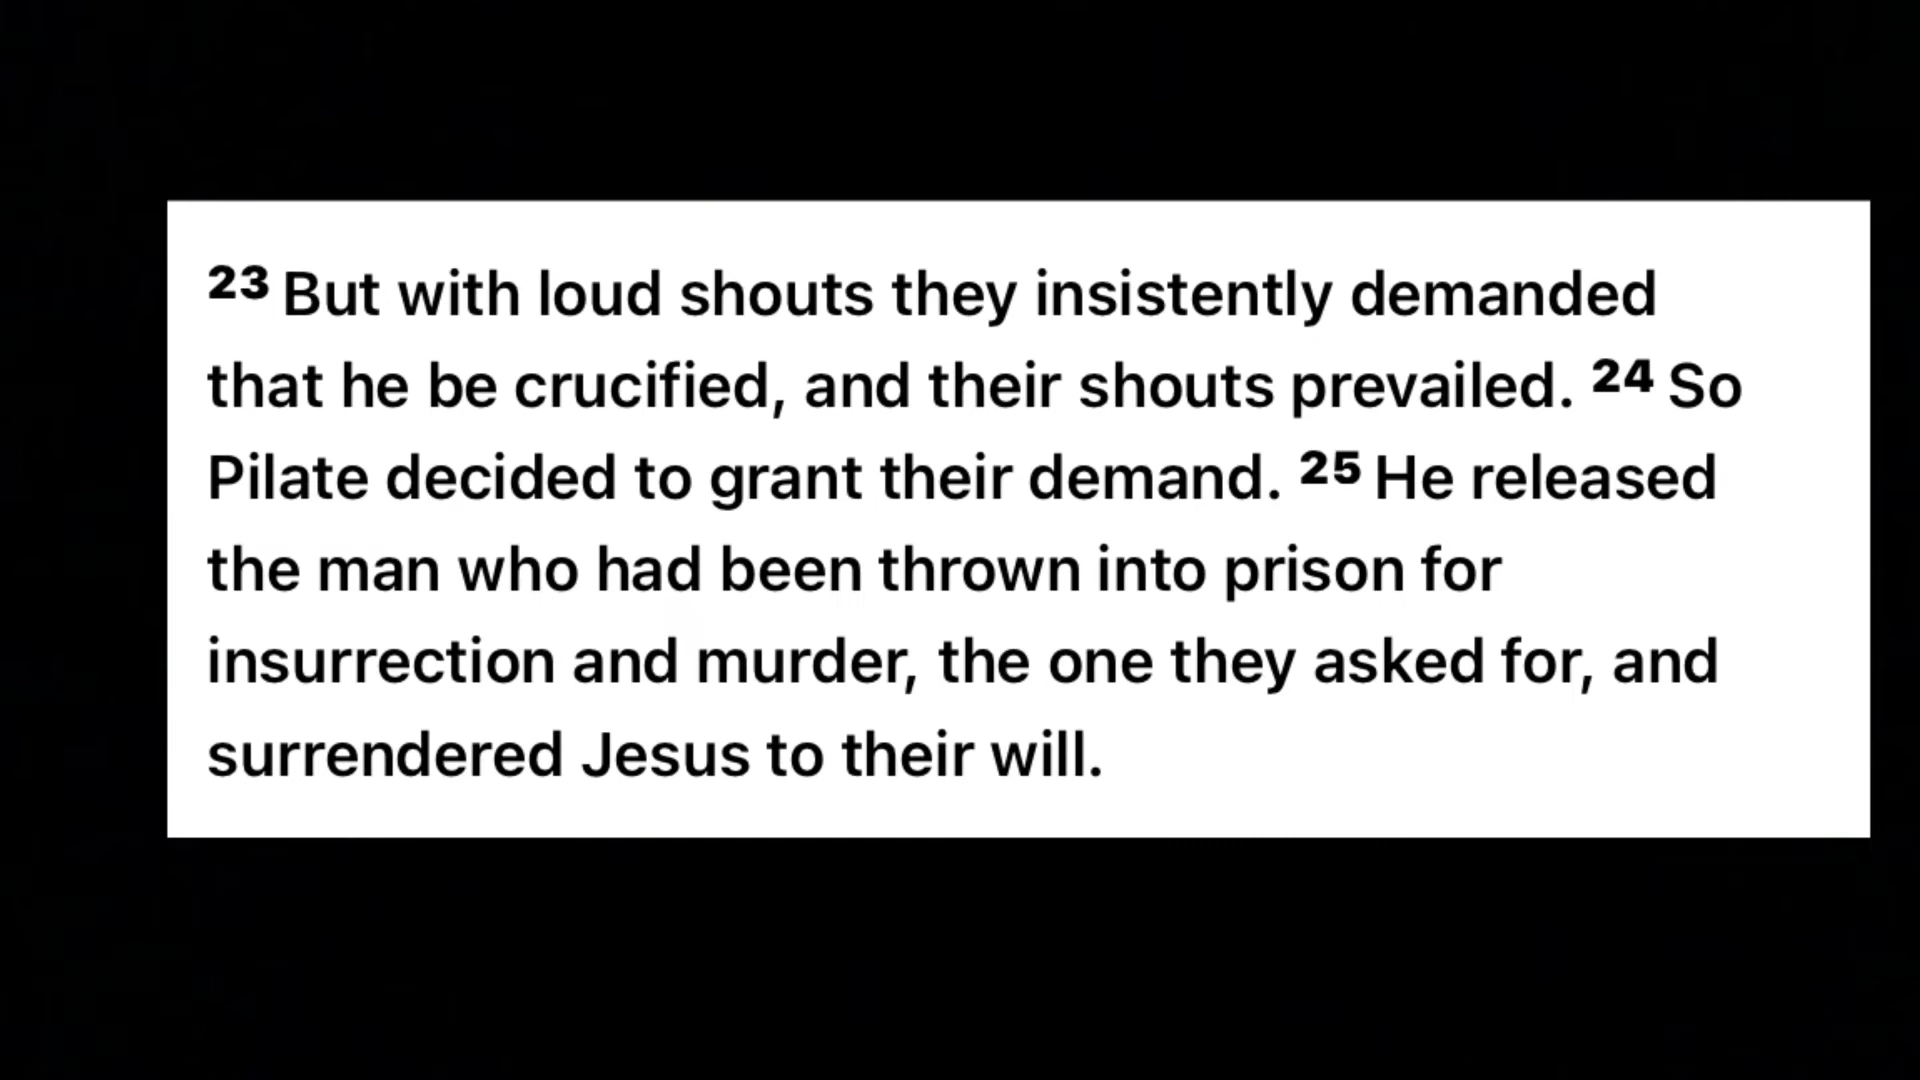 23 But with loud shouts they insistently demanded
that he be crucified, and their shouts prevailed. 24 So
Pilate decided to grant their demand. 25 He released
the man who had been thrown into prison for
insurrection and murder, the one they asked for, and
surrendered Jesus to their will.